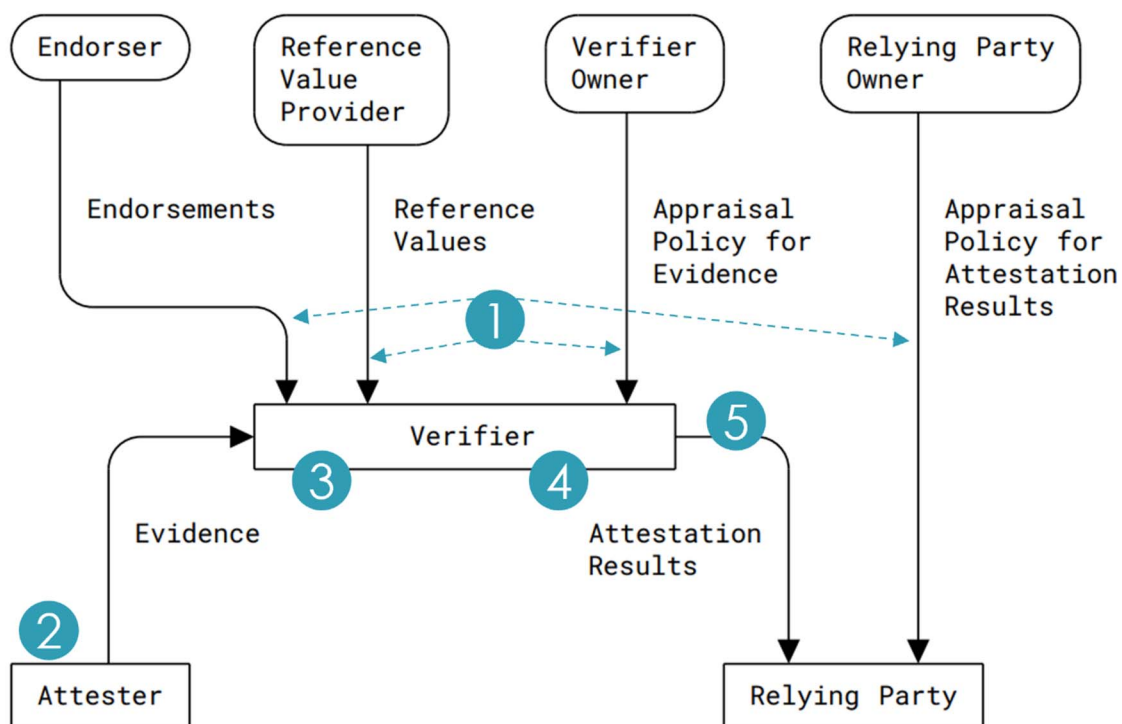 Endorser
Reference
Value
Provider
Verifier
Owner
Relying Party
Owner
Endorsements
Reference
Values
Appraisal
Policy for
Evidence
Appraisal
Policy for
Attestation
Results
1
Verifier
5
3
4
Evidence
Attestation
Results
2
Attester
Relying Party